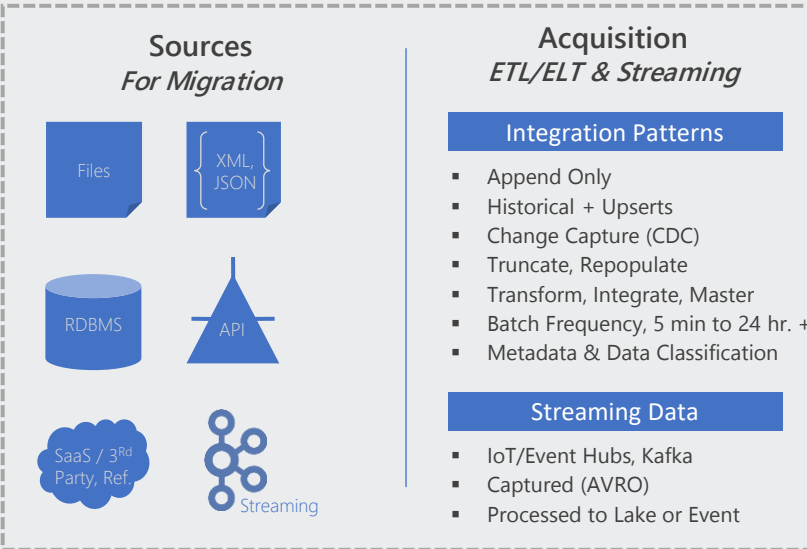 Sources
For Migration
Files
XML,
JSON
RDBMS
API
SaaS / 3Rd
Party, Ref.
Streaming
Acquisition
ETL/ELT & Streaming
Integration Patterns
▪ Append Only
▪ Historical + Upserts
▪ Change Capture (CDC)
▪ Truncate, Repopulate
▪ Transform, Integrate, Master
▪ Batch Frequency, 5 min to 24 hr. +
▪ Metadata & Data Classification
Streaming Data
▪ IoT/Event Hubs, Kafka
▪ Captured (AVRO)
▪ Processed to Lake or Event